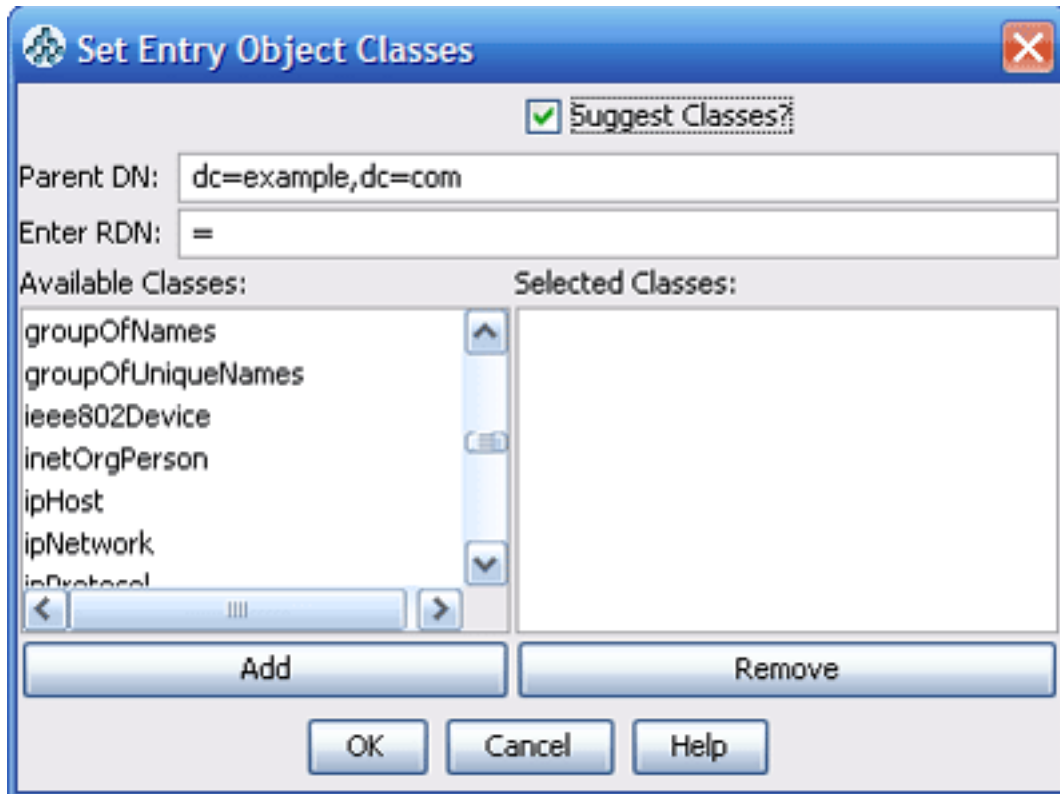 Set Entry Object Classes
Suggest Classes?
Parent DN: dc=example,dc=com
Enter RDN: =
Available Classes:
Selected Classes:
groupOfNames
groupOfUniqueNames
ieee802Device
inetOrgPerson
ipHost
ipNetwork
ipProtocol
Add
Remove
OK
Cancel
Help